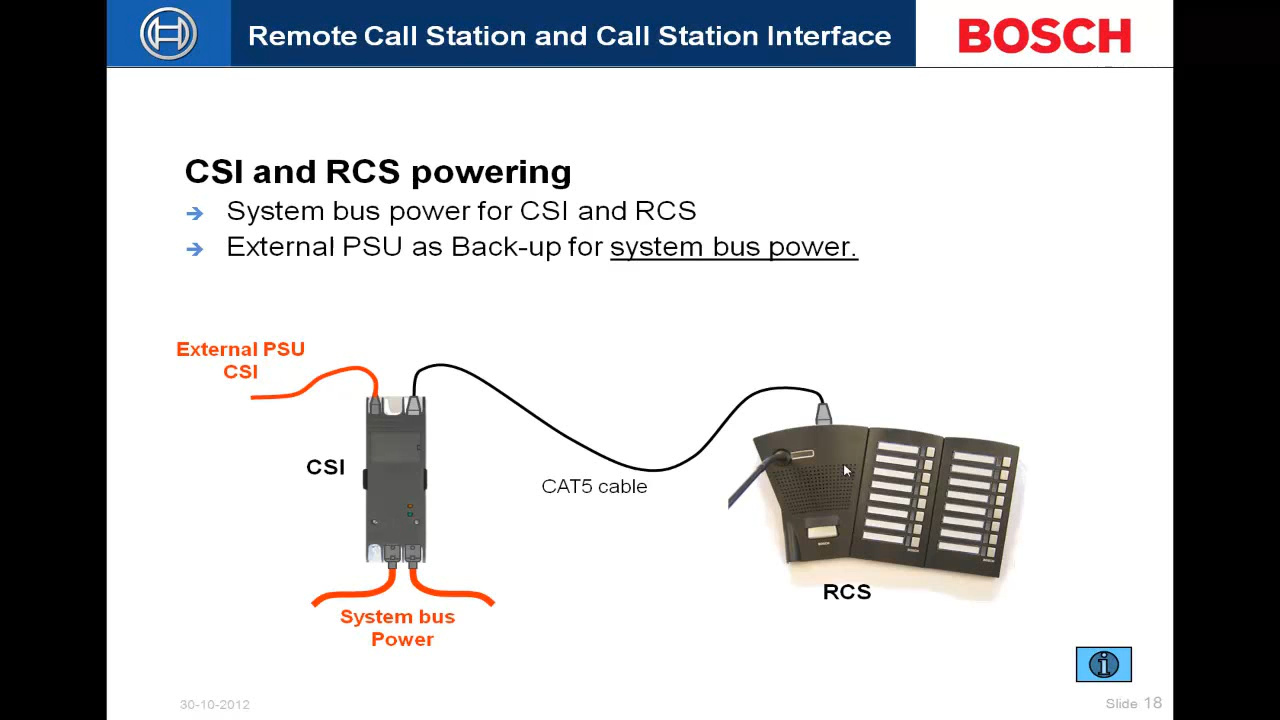 Remote Call Station and Call Station Interface
BOSCH
CSI and RCS powering
System bus power for CSI and RCS
External PSU as Back-up for system bus power.
External PSU
CSI
CSI
CAT5 cable
RCS
System bus
Power
30-10-2012
Slide 18